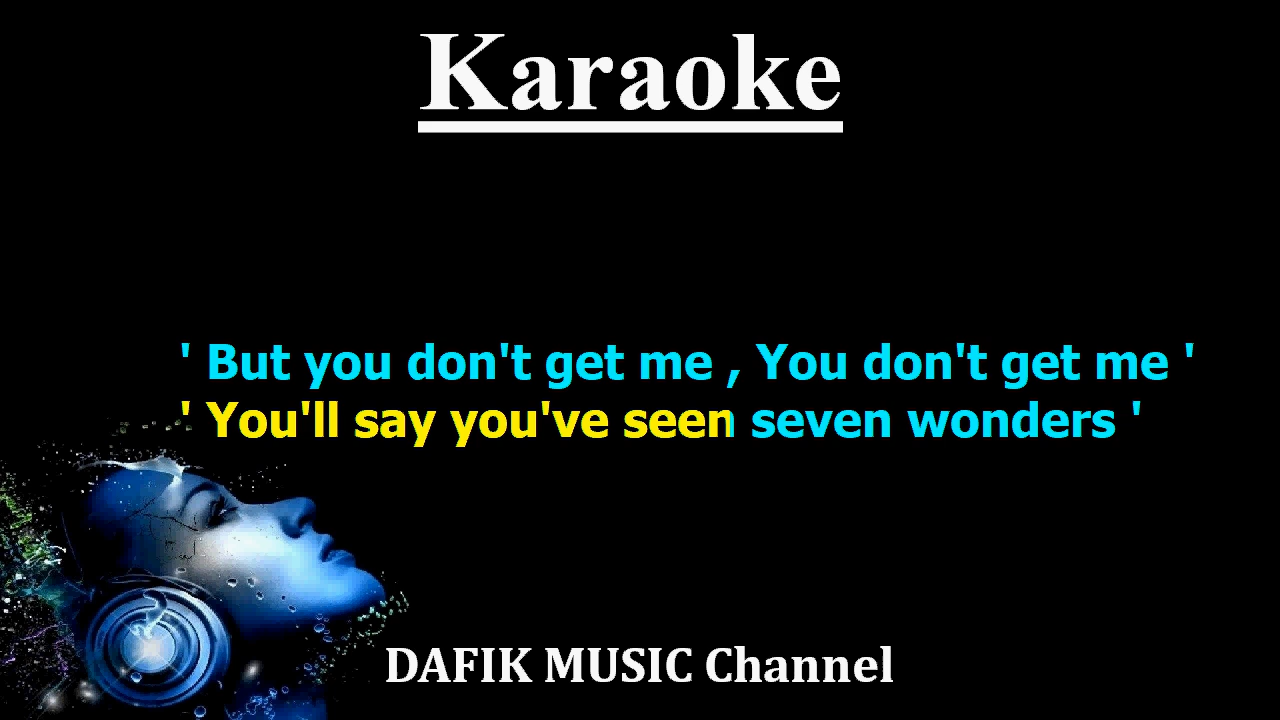 Karaoke
' But you don't get me , You don't get me '
' You'll say you've seen seven wonders '
DAFIK MUSIC Channel